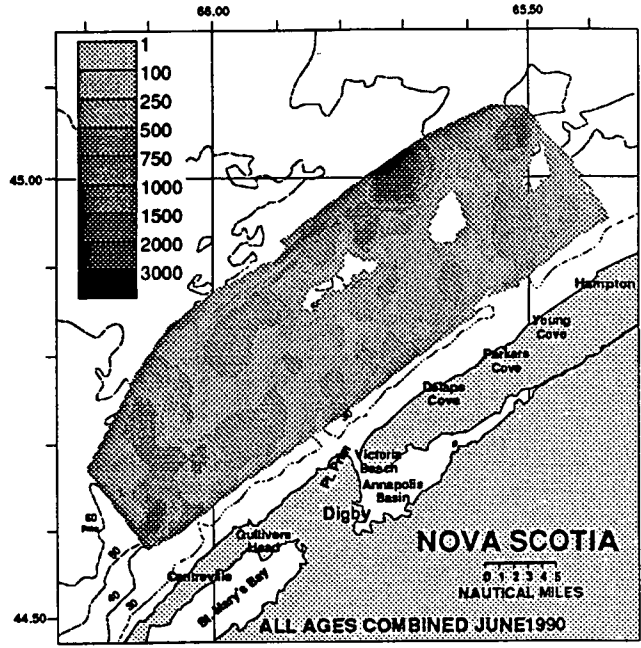 66.00
65.50
1
100
250
500
750
1000
1500
2000
3000
45.00
44.50
Hampton
Young
Cove
Parkers
Cove
Delaps
Cove
Victoria
Beach
Annapolis
Basin
Digby
Gullivers
Head
Centreville
St. Mary's Bay
NOVA SCOTIA
0 1 2 3 4 5
NAUTICAL MILES
ALL AGES COMBINED JUNE1990